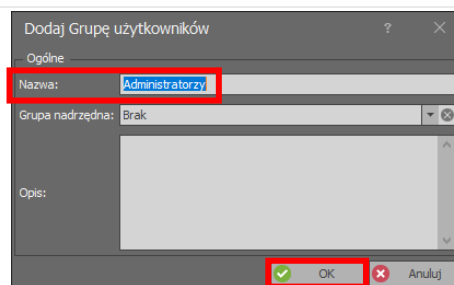 Dodaj Grupę użytkowników ?
Ogólne
Nazwa: Administratorzy
Grupa nadrzędna: Brak
Opis:
OK Anuluj